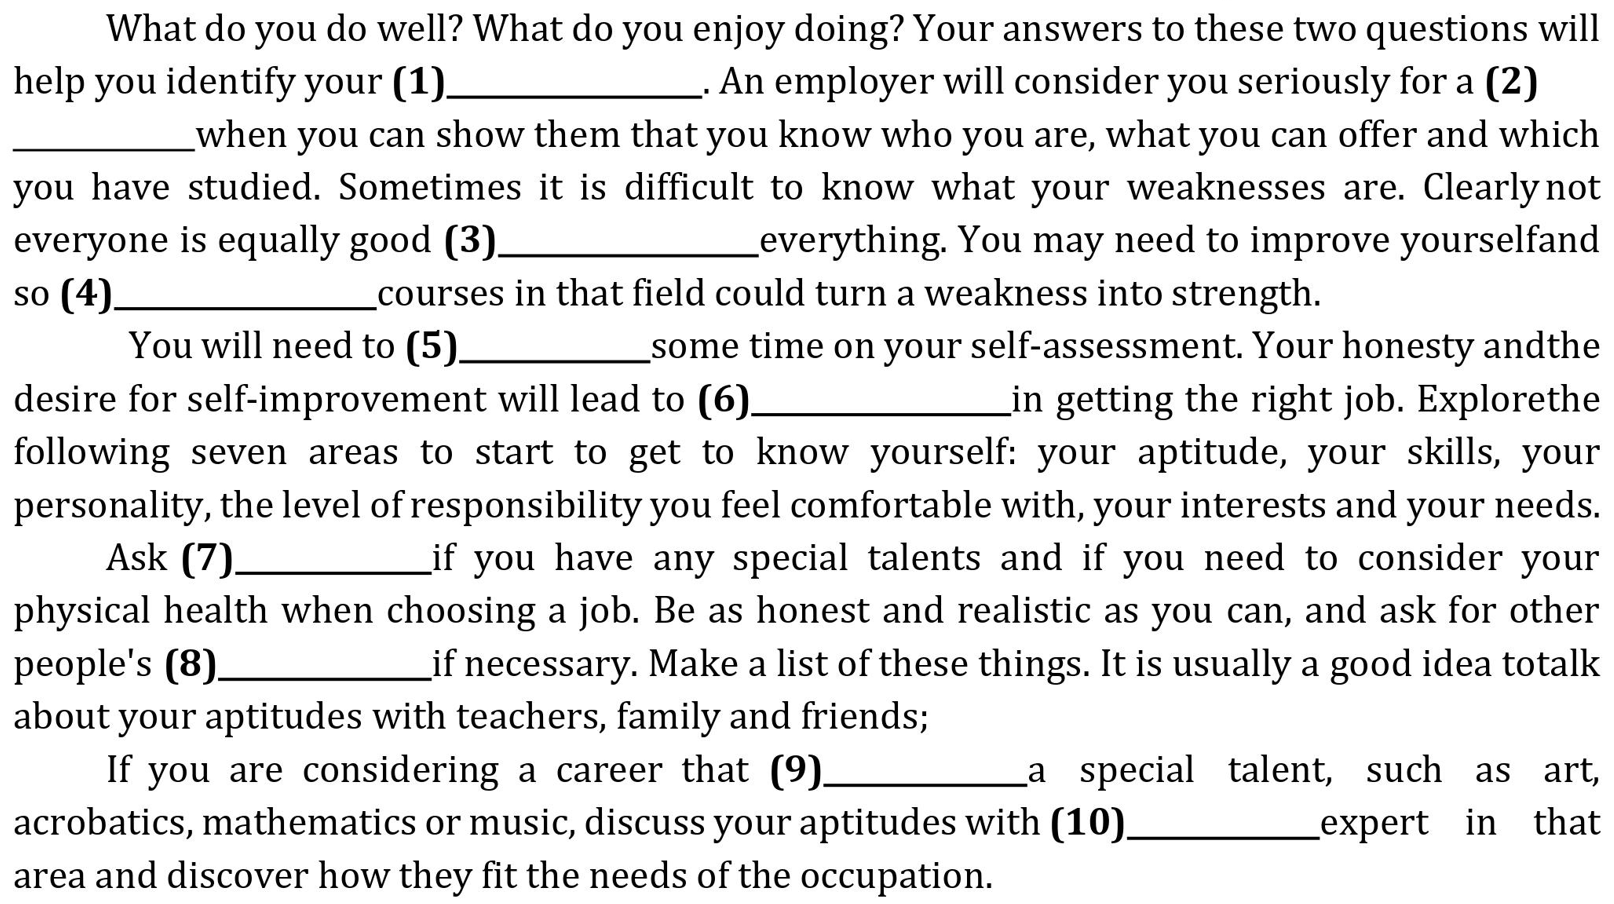 What do you do well? What do you enjoy doing? Your answers to these two questions will
help you identify your (1)______________. An employer will consider you seriously for a (2)
__________when you can show them that you know who you are, what you can offer and which
you have studied. Sometimes it is difficult to know what your weaknesses are. Clearly not
everyone is equally good (3)______________everything. You may need to improve yourselfand
so (4)______________courses in that field could turn a weakness into strength.
You will need to (5)__________some time on your self-assessment. Your honesty andthe
desire for self-improvement will lead to (6)______________in getting the right job. Explorethe
following seven areas to start to get to know yourself: your aptitude, your skills, your
personality, the level of responsibility you feel comfortable with, your interests and your needs.
Ask (7)___________if you have any special talents and if you need to consider your
physical health when choosing a job. Be as honest and realistic as you can, and ask for other
people's (8)____________if necessary. Make a list of these things. It is usually a good idea totalk
about your aptitudes with teachers, family and friends;
If you are considering a career that (9)___________a special talent, such as art,
acrobatics, mathematics or music, discuss your aptitudes with (10)___________expert in that
area and discover how they fit the needs of the occupation.